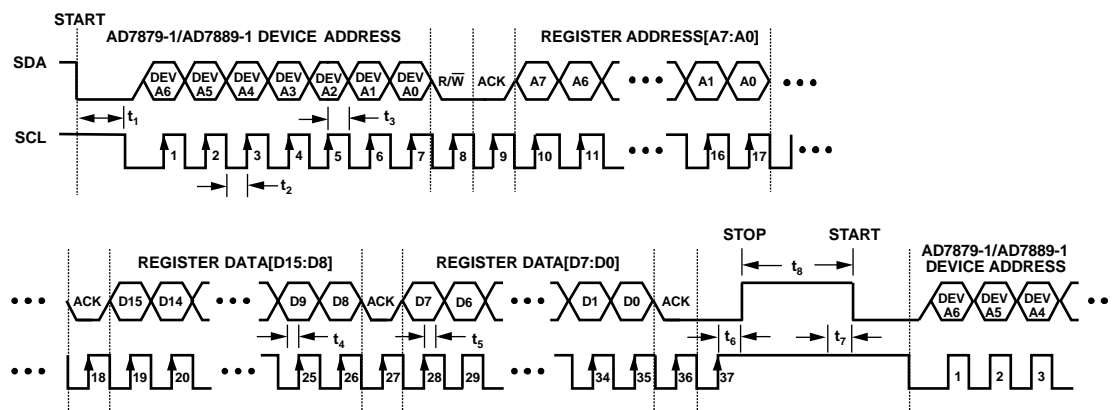 START
AD7879-1/AD7889-1 DEVICE ADDRESS
REGISTER ADDRESS[A7:A0]
SDA
DEV A6 DEV A5 DEV A4 DEV A3 DEV A2 DEV A1 DEV A0 R/W̅ ACK A7 A6 A1 A0
t1 t3
SCL
1 2 3 4 5 6 7 8 9 10 11 16 17
t2
STOP START
AD7879-1/AD7889-1
DEVICE ADDRESS
REGISTER DATA[D15:D8] REGISTER DATA[D7:D0]
t8
ACK D15 D14 D9 D8 ACK D7 D6 D1 D0 ACK DEV A6 DEV A5 DEV A4
t4 t5 t6 t7
18 19 20 25 26 27 28 29 34 35 36 37 1 2 3